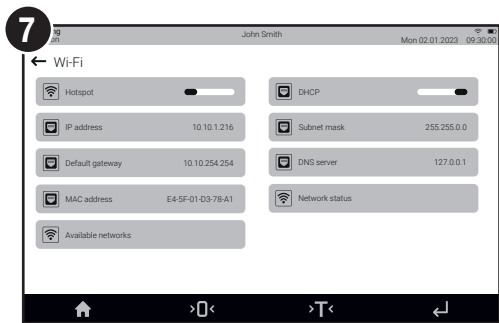 7
John Smith
Mon 02.01.2023 09:30:00
Wi-Fi
Hotspot
DHCP
IP address 10.10.1.216
Subnet mask 255.255.0.0
Default gateway 10.10.254.254
DNS server 127.0.0.1
MAC address E4-5F-01-D3-78-A1
Network status
Available networks
>0< >T<